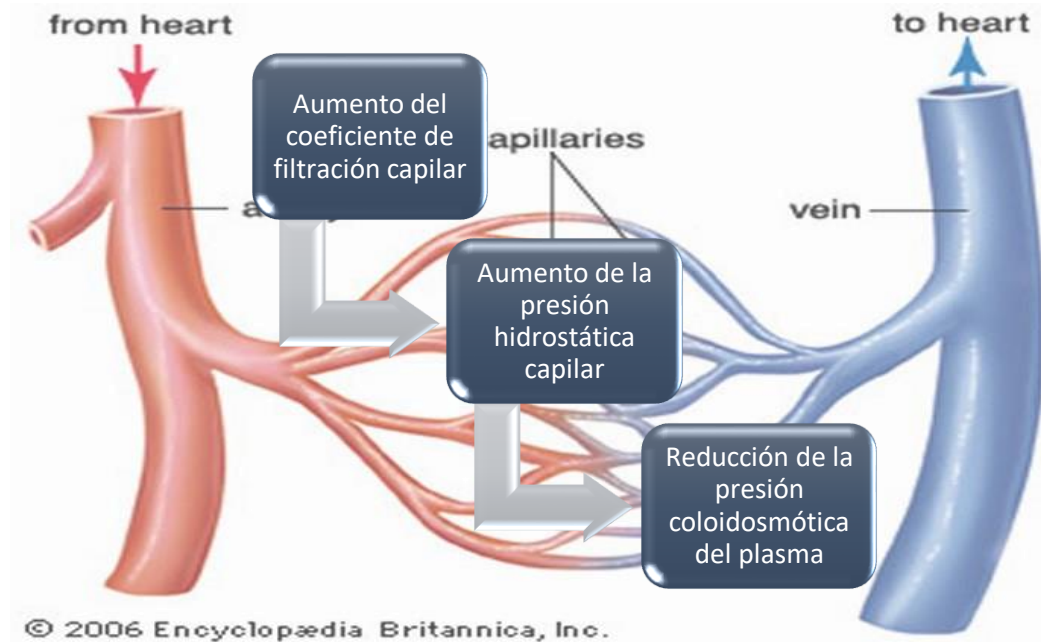 from heart
to heart
Aumento del
coeficiente de
filtración capilar
apillaries
vein
Aumento de la
presión
hidrostática
capilar
Reducción de la
presión
coloidosmótica
del plasma
© 2006 Encyclopædia Britannica, Inc.